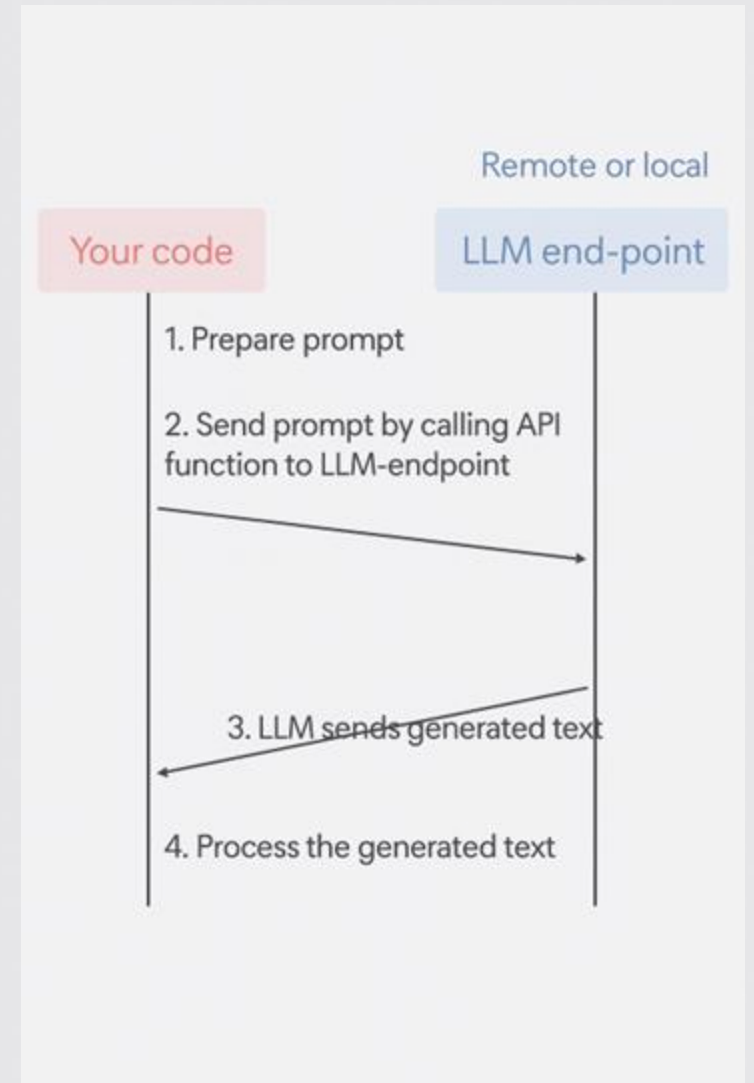 Remote or local
Your code
LLM end-point
1. Prepare prompt
2. Send prompt by calling API
function to LLM-endpoint
3. LLM sends generated text
4. Process the generated text